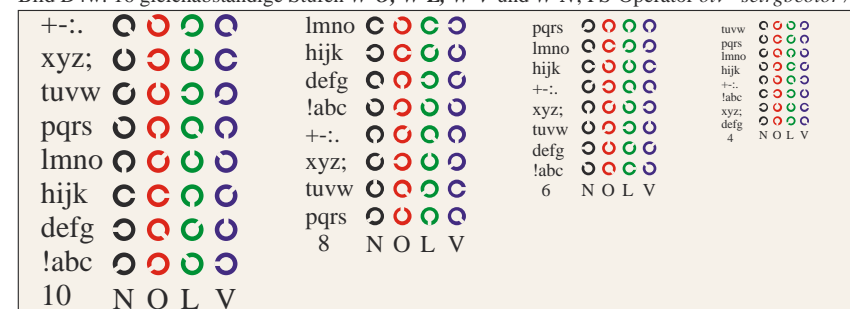 +-:.
xyz;
tuvw
pqrs
lmno
hijk
defg
!abc
10 N O L V
lmno
hijk
defg
!abc
+-:.
xyz;
tuvw
pqrs
8 N O L V
pqrs
lmno
hijk
+-:.
xyz;
tuvw
defg
!abc
6 N O L V
tuvw
pqrs
lmno
hijk
+-:.
!abc
xyz;
defg
4 N O L V